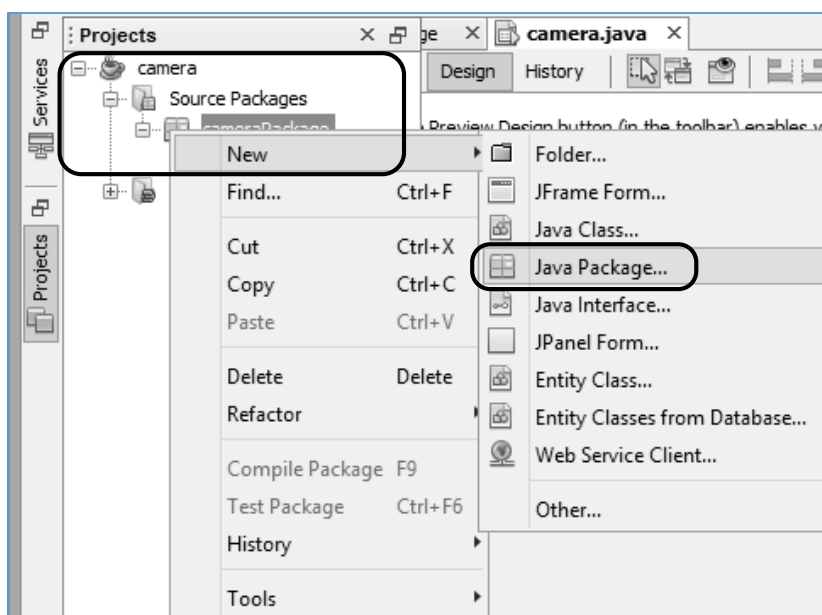 Services
Projects
Projects
camera
Source Packages
cameraPackage
ge
camera.java
Design
History
Preview Design button (in the toolbar) enables
New
Find... Ctrl+F
Cut Ctrl+X
Copy Ctrl+C
Paste Ctrl+V
Delete Delete
Refactor
Compile Package F9
Test Package Ctrl+F6
History
Tools
Folder...
JFrame Form...
Java Class...
Java Package...
Java Interface...
JPanel Form...
Entity Class...
Entity Classes from Database...
Web Service Client...
Other...